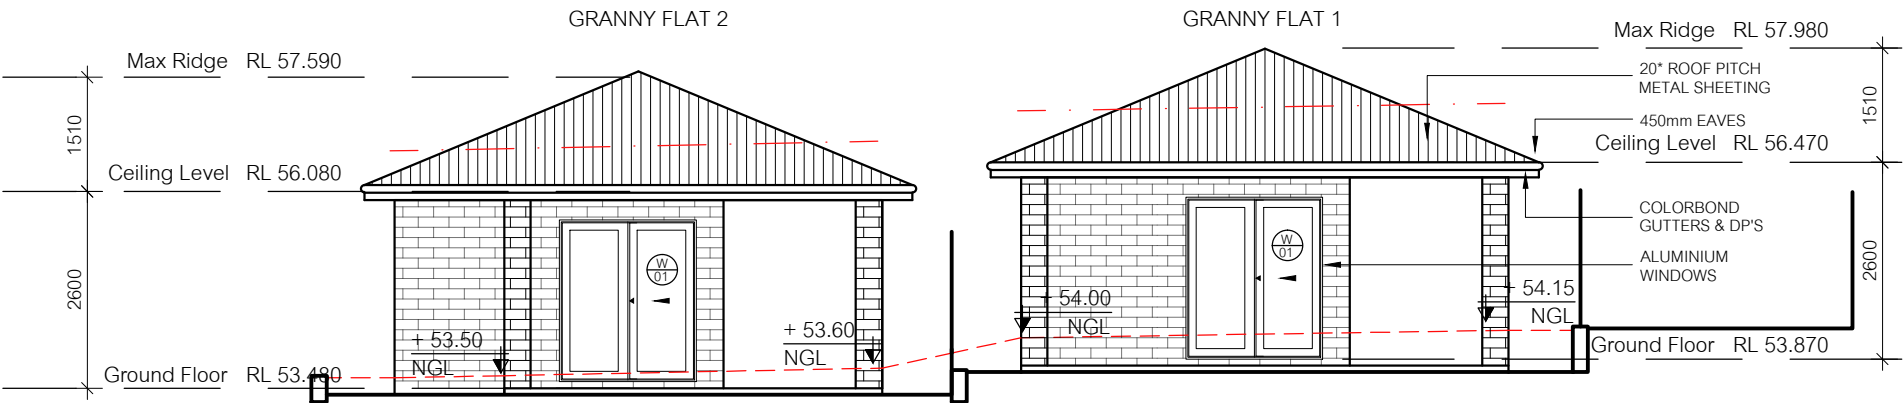 GRANNY FLAT 2
GRANNY FLAT 1
Max Ridge RL 57.590
Max Ridge RL 57.980
20* ROOF PITCH
METAL SHEETING
1510
1510
450mm EAVES
Ceiling Level RL 56.080
Ceiling Level RL 56.470
COLORBOND
GUTTERS & DP'S
W
01
W
01
ALUMINIUM
WINDOWS
2600
2600
+ 53.50
NGL
+ 53.60
NGL
+ 54.00
NGL
+ 54.15
NGL
Ground Floor RL 53.480
Ground Floor RL 53.870